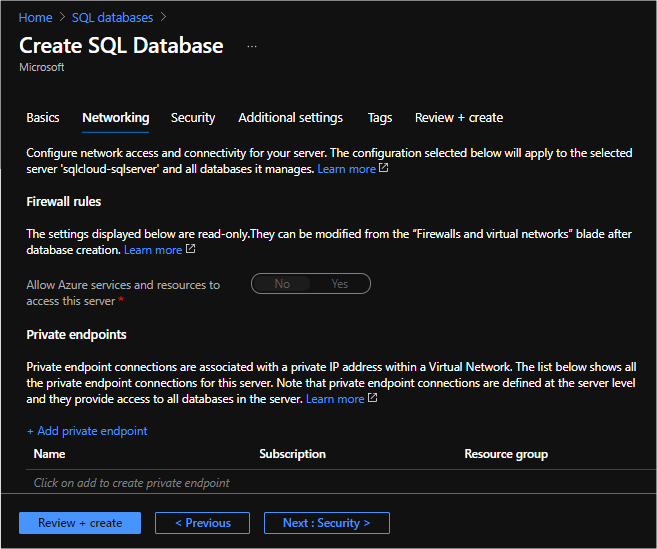 Home > SQL databases >
Create SQL Database ...
Microsoft
Basics Networking Security Additional settings Tags Review + create
Configure network access and connectivity for your server. The configuration selected below will apply to the selected
server 'sqlcloud-sqlserver' and all databases it manages. Learn more
Firewall rules
The settings displayed below are read-only.They can be modified from the “Firewalls and virtual networks” blade after
database creation. Learn more
Allow Azure services and resources to
access this server *
No Yes
Private endpoints
Private endpoint connections are associated with a private IP address within a Virtual Network. The list below shows all
the private endpoint connections for this server. Note that private endpoint connections are defined at the server level
and they provide access to all databases in the server. Learn more
+ Add private endpoint
Name Subscription Resource group
Click on add to create private endpoint
Review + create < Previous Next : Security >